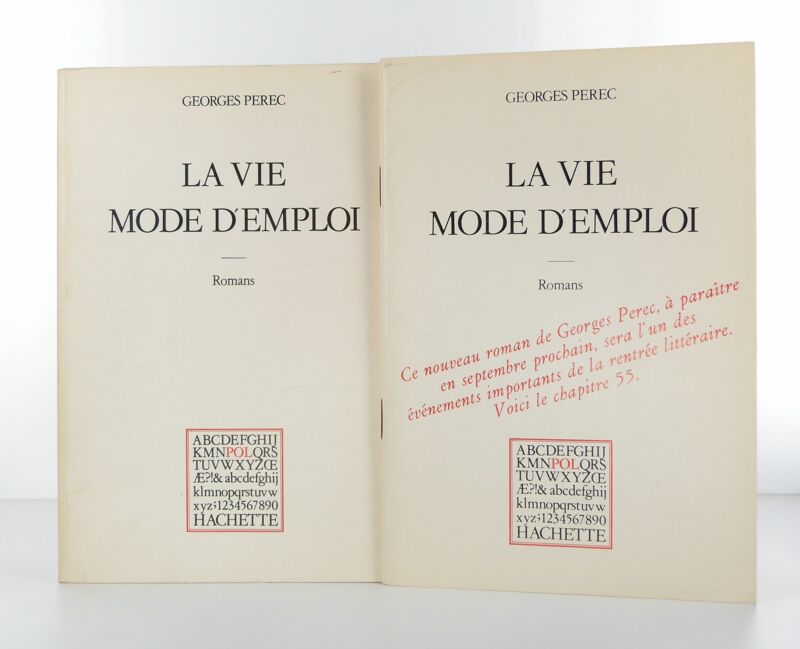 GEORGES PEREC
LA VIE
MODE D'EMPLOI
Romans
ABCDEFGHIJ
KMNPOLQRS
TUVWXYZŒ
Æ?!& abcdefghij
klmnopqrstuvw
xyz;1234567890
HACHETTE
GEORGES PEREC
LA VIE
MODE D'EMPLOI
Romans
Ce nouveau roman de Georges Perec, à paraître
en septembre prochain, sera l'un des
événements importants de la rentrée littéraire.
Voici le chapitre 55.
ABCDEFGHIJ
KMNPOLQRS
TUVWXYZŒ
Æ?!& abcdefghij
klmnopqrstuvw
xyz;1234567890
HACHETTE